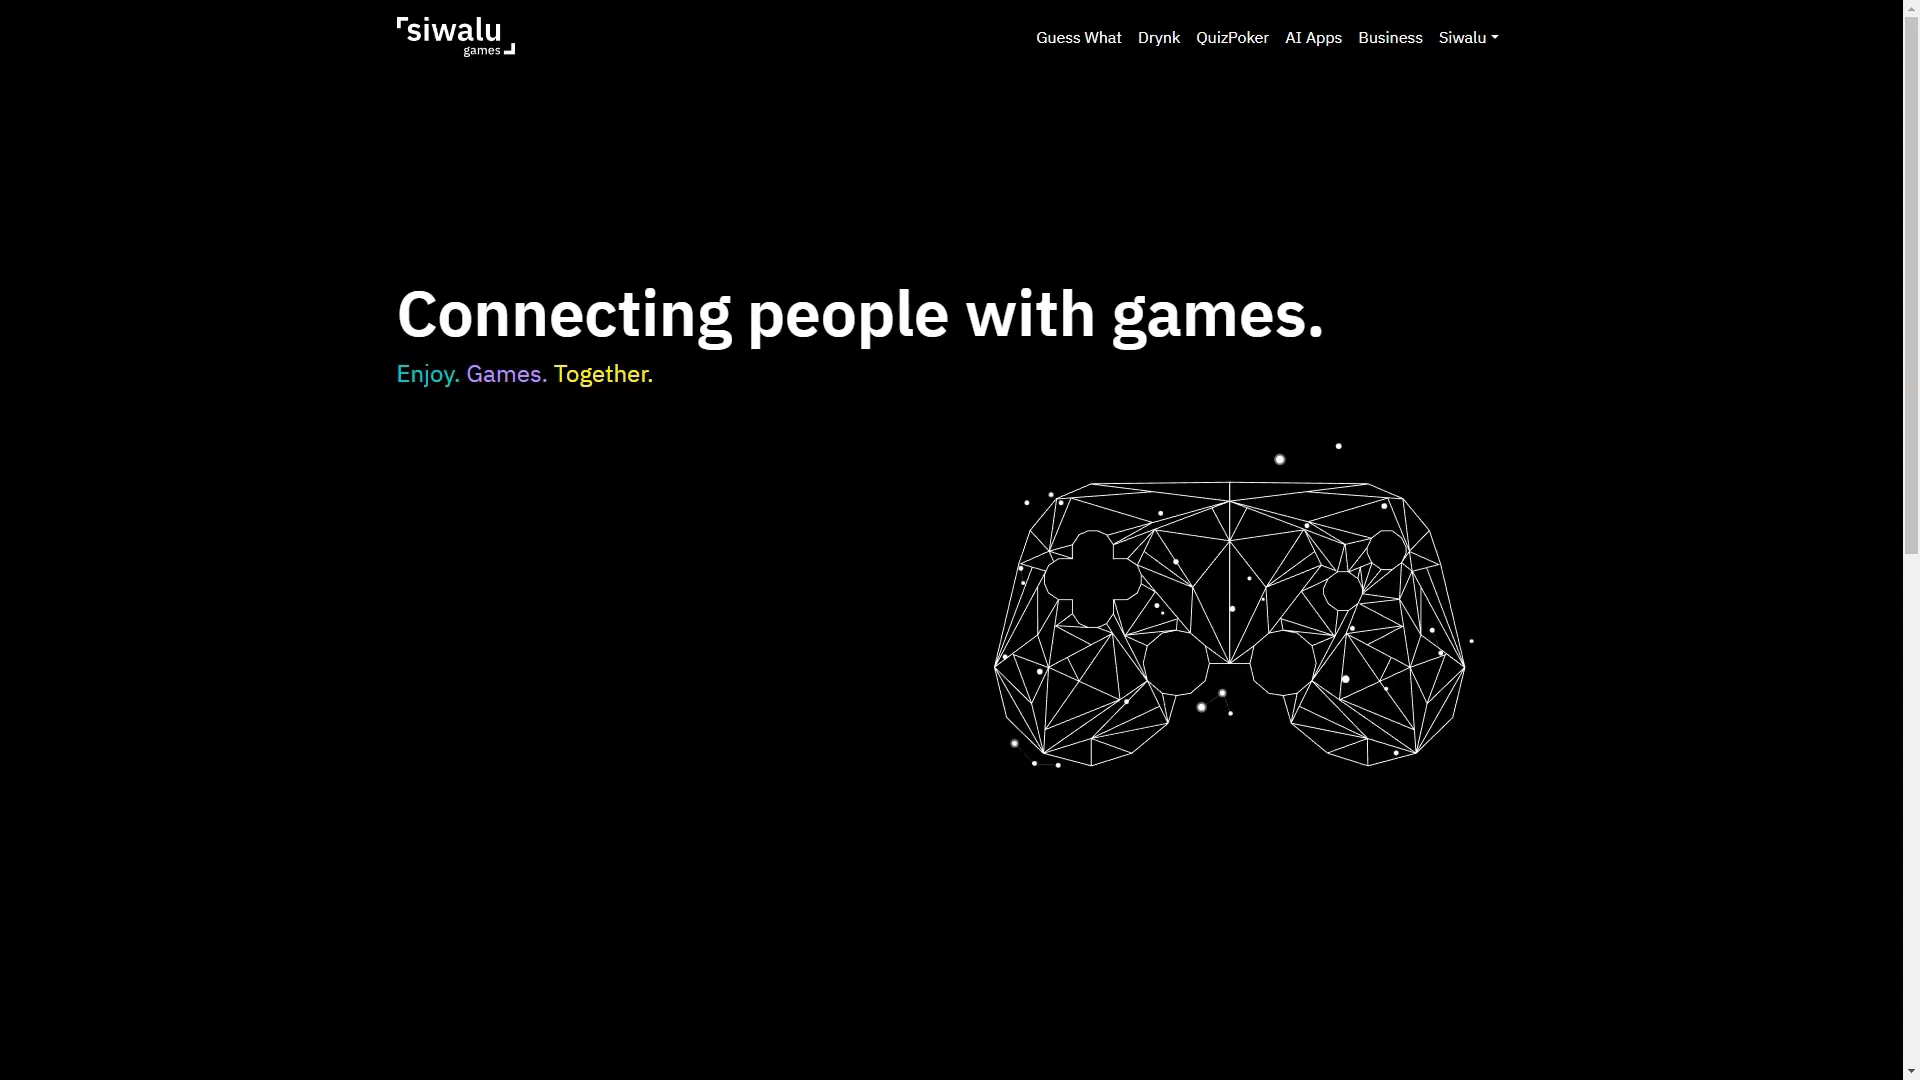 siwalu
games
Guess What Drynk QuizPoker AI Apps Business Siwalu
Connecting people with games.
Enjoy. Games. Together.